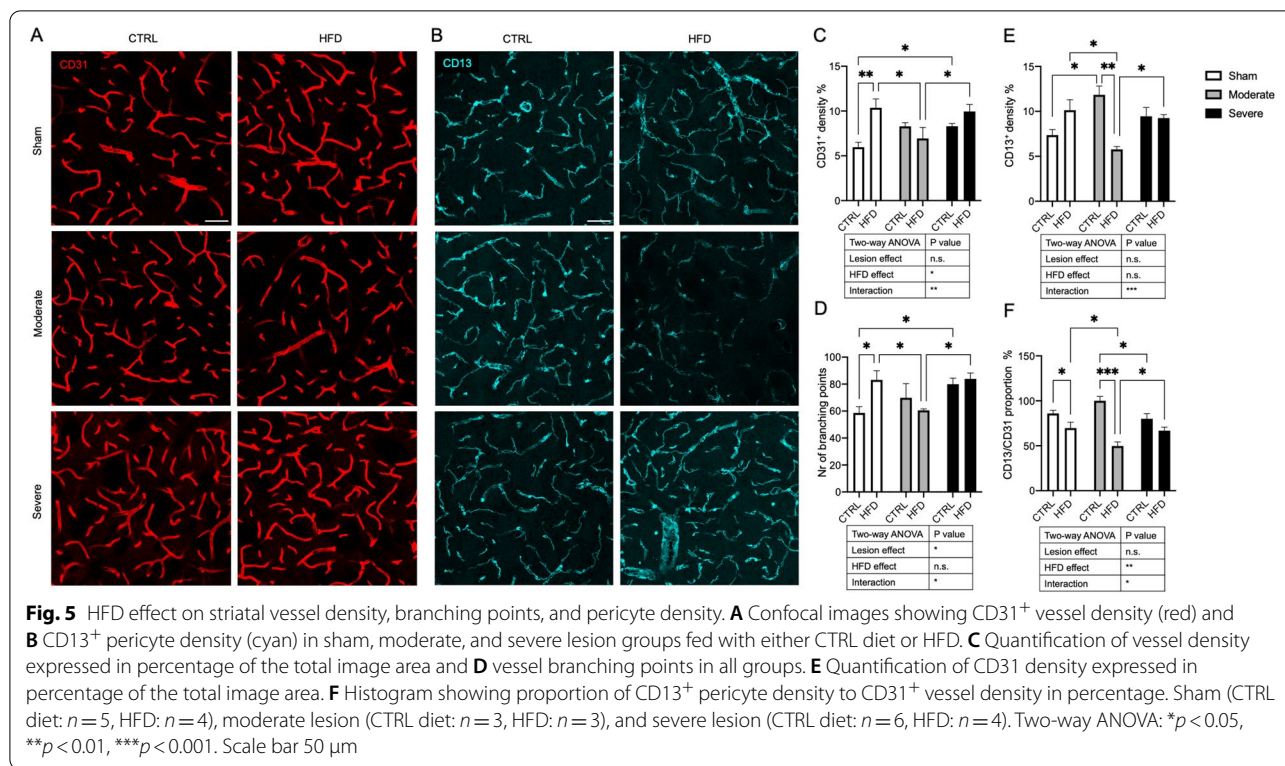 A
CTRL
HFD
CD31
Sham
Moderate
Severe
B
CTRL
HFD
CD13
C
CD31⁺ density %
15
10
5
0
**
*
*
*
CTRL
HFD
CTRL
HFD
CTRL
HFD
Two-way ANOVA P value
Lesion effect n.s.
HFD effect *
Interaction **
D
Nr of branching points
100
80
60
40
20
0
*
*
*
*
CTRL
HFD
CTRL
HFD
CTRL
HFD
Two-way ANOVA P value
Lesion effect *
HFD effect n.s.
Interaction *
E
CD13⁺ density %
15
10
5
0
*
*
**
*
CTRL
HFD
CTRL
HFD
CTRL
HFD
Two-way ANOVA P value
Lesion effect n.s.
HFD effect n.s.
Interaction ***
F
CD13/CD31 proportion %
150
100
50
0
*
*
*
***
*
CTRL
HFD
CTRL
HFD
CTRL
HFD
Two-way ANOVA P value
Lesion effect n.s.
HFD effect **
Interaction *
Sham
Moderate
Severe
Fig. 5 HFD effect on striatal vessel density, branching points, and pericyte density. A Confocal images showing CD31⁺ vessel density (red) and
B CD13⁺ pericyte density (cyan) in sham, moderate, and severe lesion groups fed with either CTRL diet or HFD. C Quantification of vessel density
expressed in percentage of the total image area and D vessel branching points in all groups. E Quantification of CD31 density expressed in
percentage of the total image area. F Histogram showing proportion of CD13⁺ pericyte density to CD31⁺ vessel density in percentage. Sham (CTRL
diet: n = 5, HFD: n = 4), moderate lesion (CTRL diet: n = 3, HFD: n = 3), and severe lesion (CTRL diet: n = 6, HFD: n = 4). Two-way ANOVA: *p < 0.05,
**p < 0.01, ***p < 0.001. Scale bar 50 µm